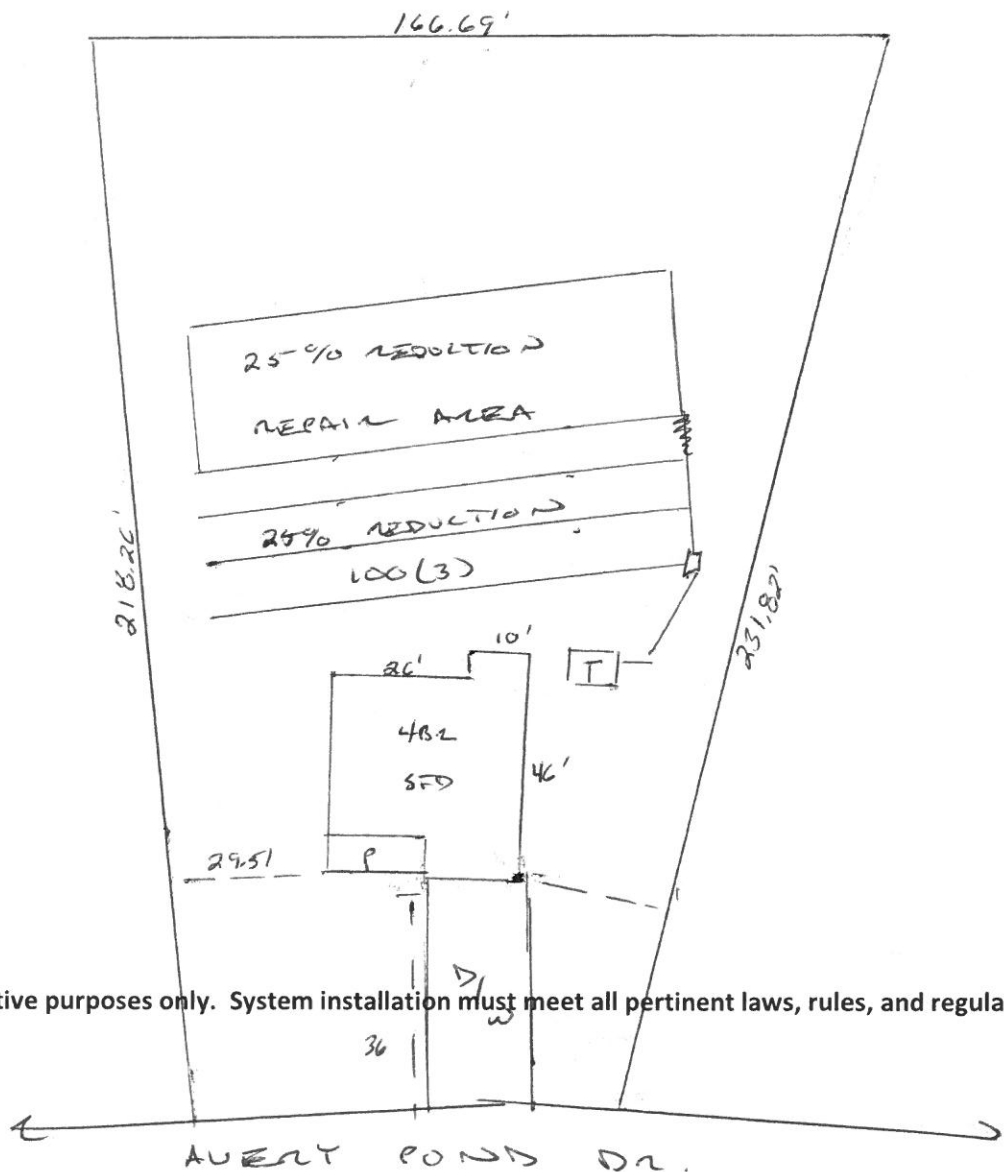 166.69'
25% REDUCTION
REPAIR AREA
25% REDUCTION
100(3)
218.26'
231.82'
10'
26'
T
4BR
SFD
46'
29.51
P
D/W
tive purposes only. System installation must meet all pertinent laws, rules, and regula
36
AVERY POND DR.